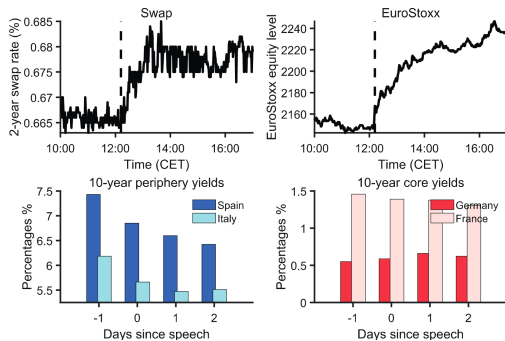 Swap
2-year swap rate (%)
0.685
0.68
0.675
0.67
0.665
10:00 12:00 14:00 16:00
Time (CET)
EuroStoxx
EuroStoxx equity level
2240
2220
2200
2180
2160
10:00 12:00 14:00 16:00
Time (CET)
10-year periphery yields
Percentages %
7.5
7
6.5
6
5.5
Spain
Italy
-1 0 1 2
Days since speech
10-year core yields
Percentages %
1.5
1
0.5
0
Germany
France
-1 0 1 2
Days since speech